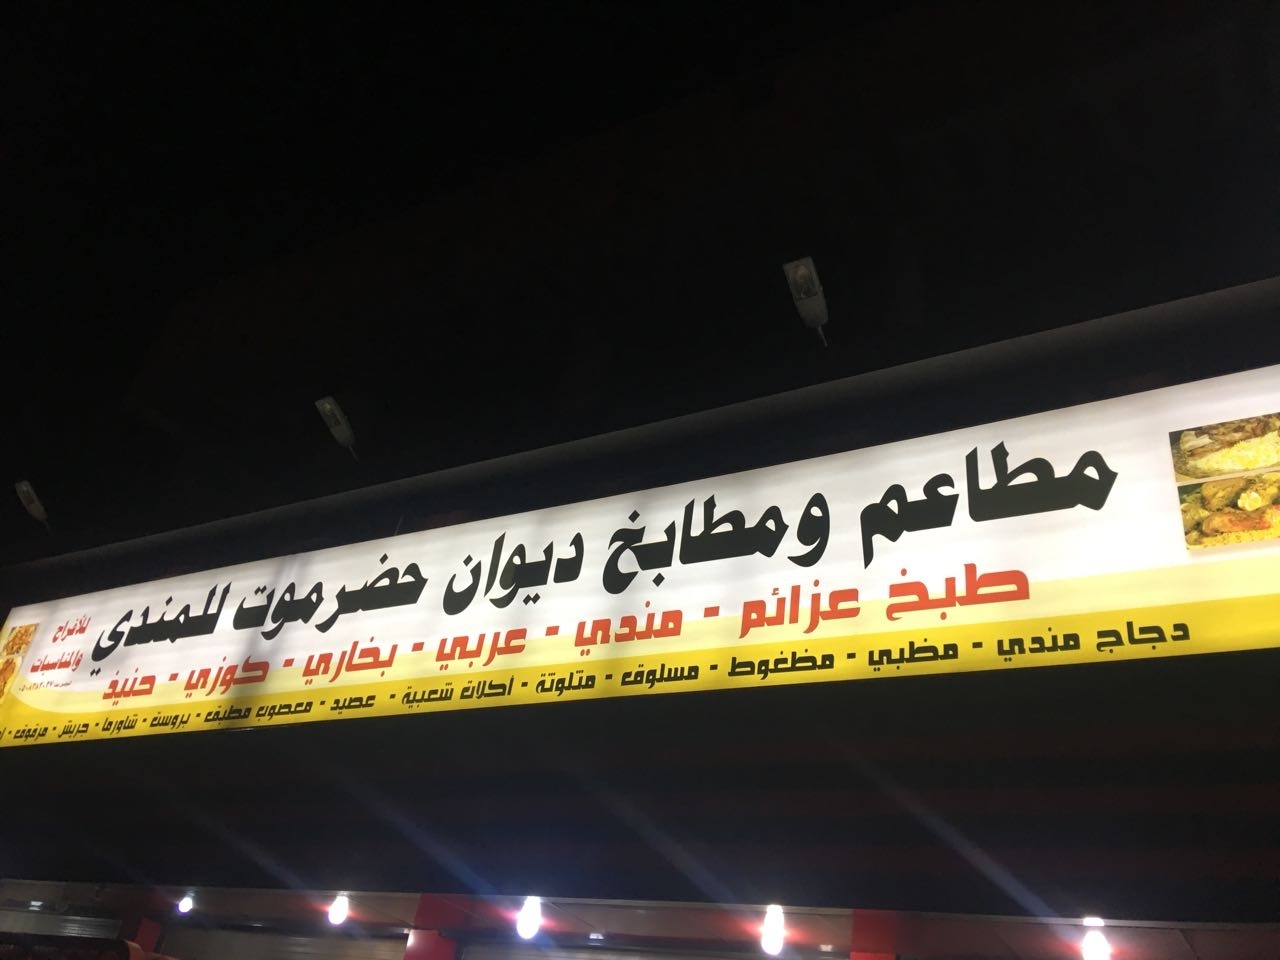 مطاعم ومطابخ ديوان حضرموت للمندي
طبخ عزائم - مندي - عربي - بخاري - كوزي - حنيذ
للأفراح
والمناسبات
دجاج مندي - مظبي - مظغوط - مسلوق - متلوتة - أكلات شعبية - عصيد - معصوب مطبق - بروست - شاورما - جريش - مرقوق -